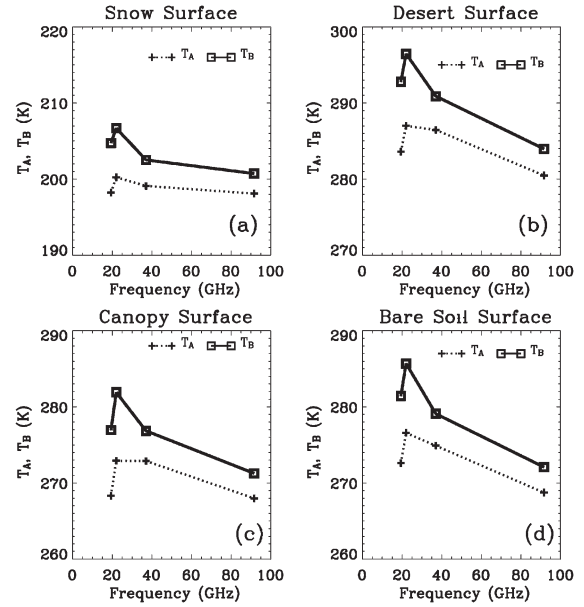 Snow Surface
220
210
200
190
T_A, T_B (K)
T_A T_B
(a)
0 20 40 60 80 100
Frequency (GHz)
Desert Surface
310
300
290
280
270
T_A, T_B (K)
T_A T_B
(b)
0 20 40 60 80 100
Frequency (GHz)
Canopy Surface
290
280
270
260
T_A, T_B (K)
T_A T_B
(c)
0 20 40 60 80 100
Frequency (GHz)
Bare Soil Surface
290
280
270
260
T_A, T_B (K)
T_A T_B
(d)
0 20 40 60 80 100
Frequency (GHz)